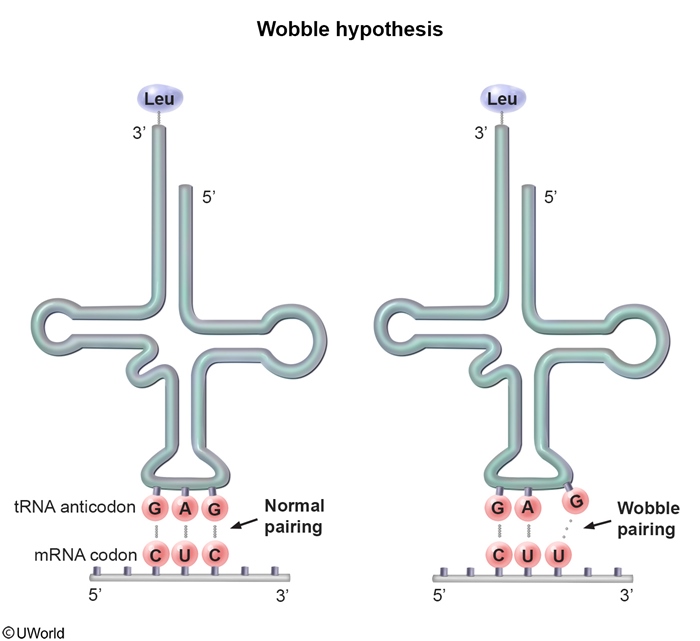 Wobble hypothesis
Leu Leu
3’ 3’
5’ 5’
tRNA anticodon G A G G A G
Normal pairing
Wobble pairing
mRNA codon C U C C U U
5’ 3’ 5’ 3’
©UWorld